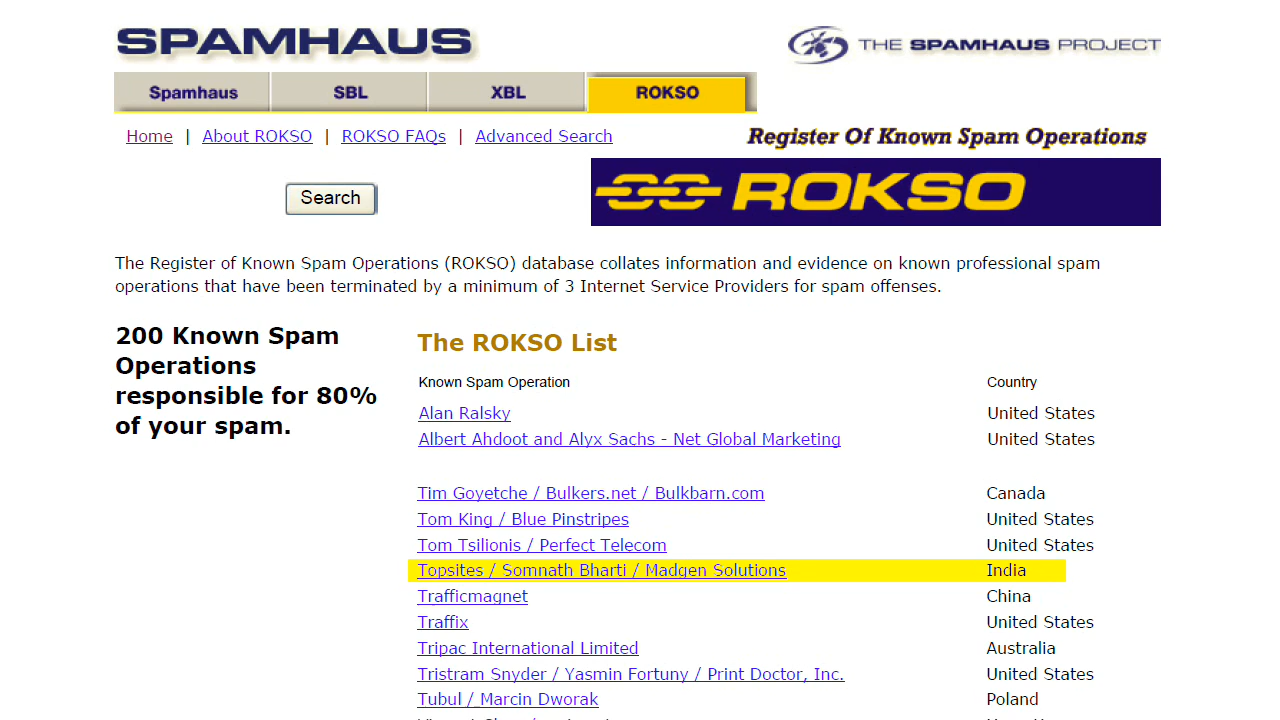 SPAMHAUS
THE SPAMHAUS PROJECT
Spamhaus SBL XBL ROKSO
Home | About ROKSO | ROKSO FAQs | Advanced Search
Register Of Known Spam Operations
Search
ROKSO
The Register of Known Spam Operations (ROKSO) database collates information and evidence on known professional spam
operations that have been terminated by a minimum of 3 Internet Service Providers for spam offenses.
200 Known Spam
Operations
responsible for 80%
of your spam.
The ROKSO List
Known Spam Operation Country
Alan Ralsky United States
Albert Ahdoot and Alyx Sachs - Net Global Marketing United States
Tim Goyetche / Bulkers.net / Bulkbarn.com Canada
Tom King / Blue Pinstripes United States
Tom Tsilionis / Perfect Telecom United States
Topsites / Somnath Bharti / Madgen Solutions India
Trafficmagnet China
Traffix United States
Tripac International Limited Australia
Tristram Snyder / Yasmin Fortuny / Print Doctor, Inc. United States
Tubul / Marcin Dworak Poland